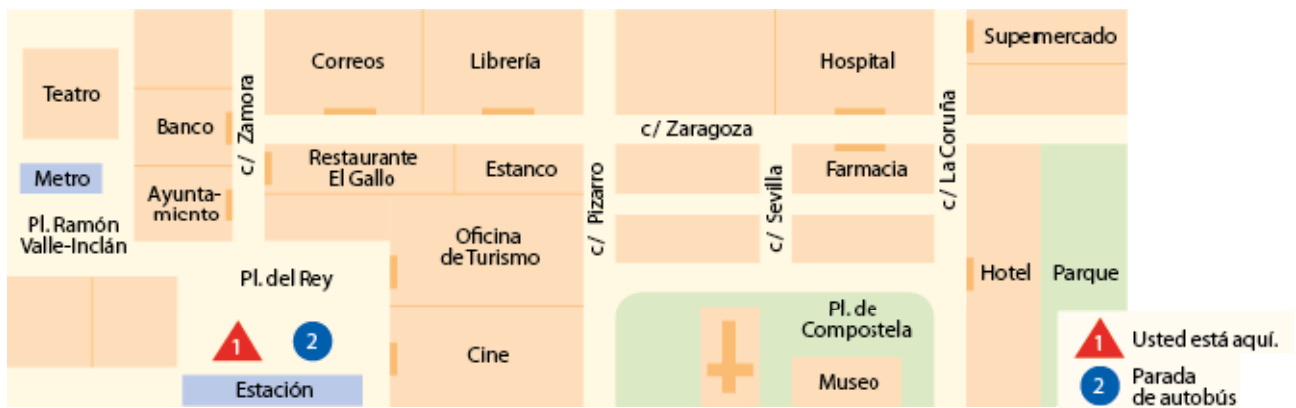 Teatro
Metro
Pl. Ramón
Valle-Inclán
Banco
Ayunta-
miento
c/ Zamora
Correos
Librería
Restaurante
El Gallo
Estanco
Oficina
de Turismo
Cine
Pl. del Rey
1
2
Estación
c/ Pizarro
c/ Zaragoza
c/ Sevilla
Hospital
Farmacia
c/ La Coruña
Supermercado
Hotel
Parque
Pl. de
Compostela
Museo
1 Usted está aquí.
2 Parada
de autobús